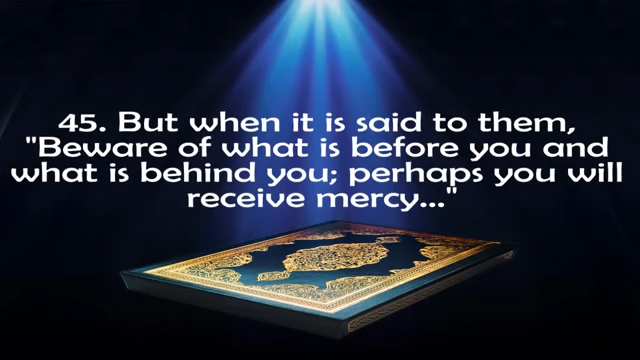 45. But when it is said to them,
"Beware of what is before you and
what is behind you; perhaps you will
receive mercy..."